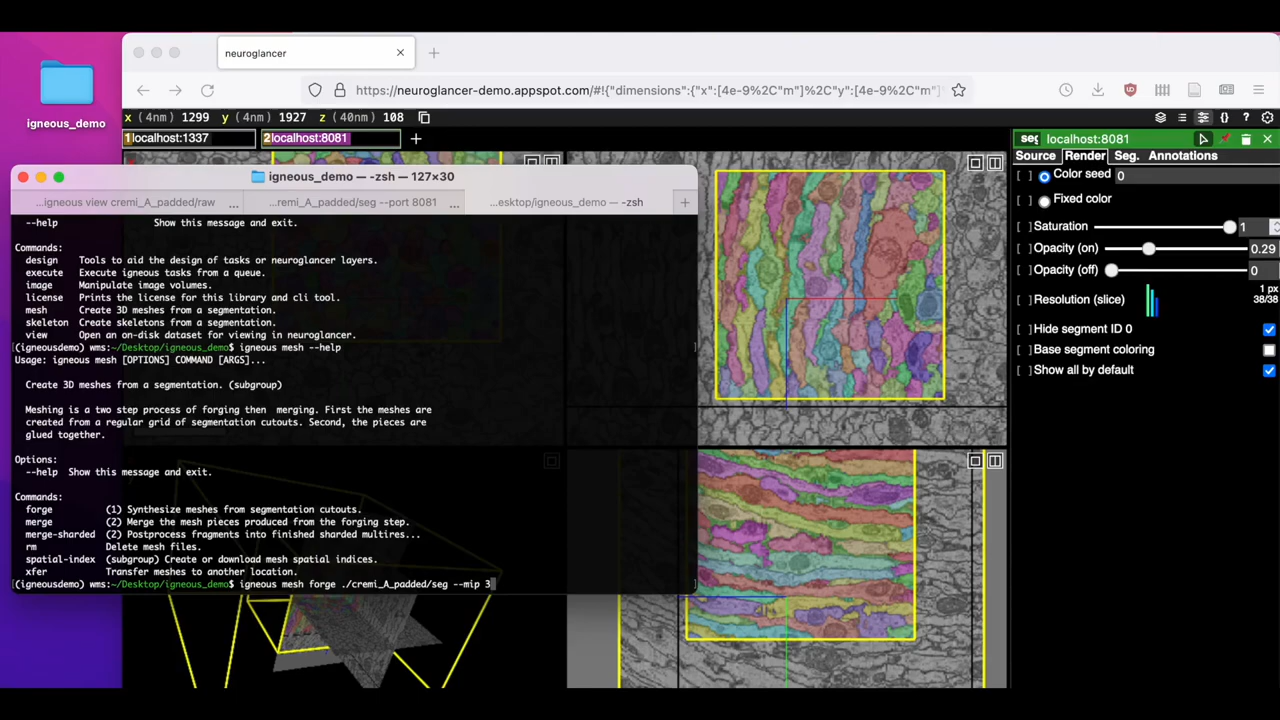 neuroglancer
https://neuroglancer-demo.appspot.com/#!{"dimensions":{"x":[4e-9%2C"m"]%2C"y":[4e-9%2C"m"]%2C
igneous_demo
x (4nm) 1299 y (4nm) 1927 z (40nm) 108
1 localhost:1337
2 localhost:8081
seg localhost:8081
Source Render Seg. Annotations
[ ] Color seed 0
[ ] Fixed color
[ ] Saturation 1
[ ] Opacity (on) 0.29
[ ] Opacity (off) 0
[ ] Resolution (slice) 1 px
38/38
[ ] Hide segment ID 0
[ ] Base segment coloring
[ ] Show all by default
igneous_demo — -zsh — 127×30
...igneous view cremi_A_padded/raw ...
...remi_A_padded/seg --port 8081 ...
...esktop/igneous_demo — -zsh
--help Show this message and exit.
Commands:
design Tools to aid the design of tasks or neuroglancer layers.
execute Execute igneous tasks from a queue.
image Manipulate image volumes.
license Prints the license for this library and cli tool.
mesh Create 3D meshes from a segmentation.
skeleton Create skeletons from a segmentation.
view Open an on-disk dataset for viewing in neuroglancer.
[(igneousdemo) wms:~/Desktop/igneous_demo$ igneous mesh --help ]
Usage: igneous mesh [OPTIONS] COMMAND [ARGS]...
Create 3D meshes from a segmentation. (subgroup)
Meshing is a two step process of forging then merging. First the meshes are
created from a regular grid of segmentation cutouts. Second, the pieces are
glued together.
Options:
--help Show this message and exit.
Commands:
forge (1) Synthesize meshes from segmentation cutouts.
merge (2) Merge the mesh pieces produced from the forging step.
merge-sharded (2) Postprocess fragments into finished sharded multires...
rm Delete mesh files.
spatial-index (subgroup) Create or download mesh spatial indices.
xfer Transfer meshes to another location.
[(igneousdemo) wms:~/Desktop/igneous_demo$ igneous mesh forge ./cremi_A_padded/seg --mip 3 ]